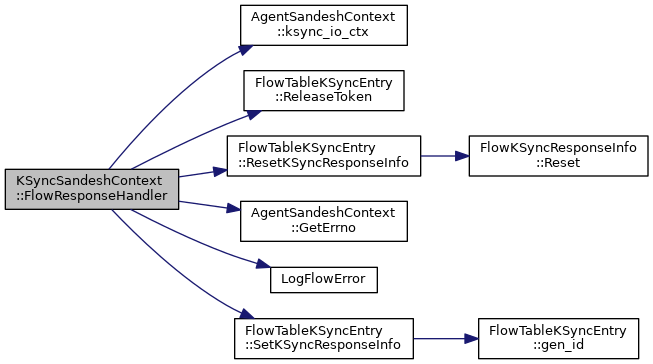 AgentSandeshContext
::ksync_io_ctx
FlowTableKSyncEntry
::ReleaseToken
FlowTableKSyncEntry
::ResetKSyncResponseInfo
FlowKSyncResponseInfo
::Reset
KSyncSandeshContext
::FlowResponseHandler
AgentSandeshContext
::GetErrno
LogFlowError
FlowTableKSyncEntry
::SetKSyncResponseInfo
FlowTableKSyncEntry
::gen_id